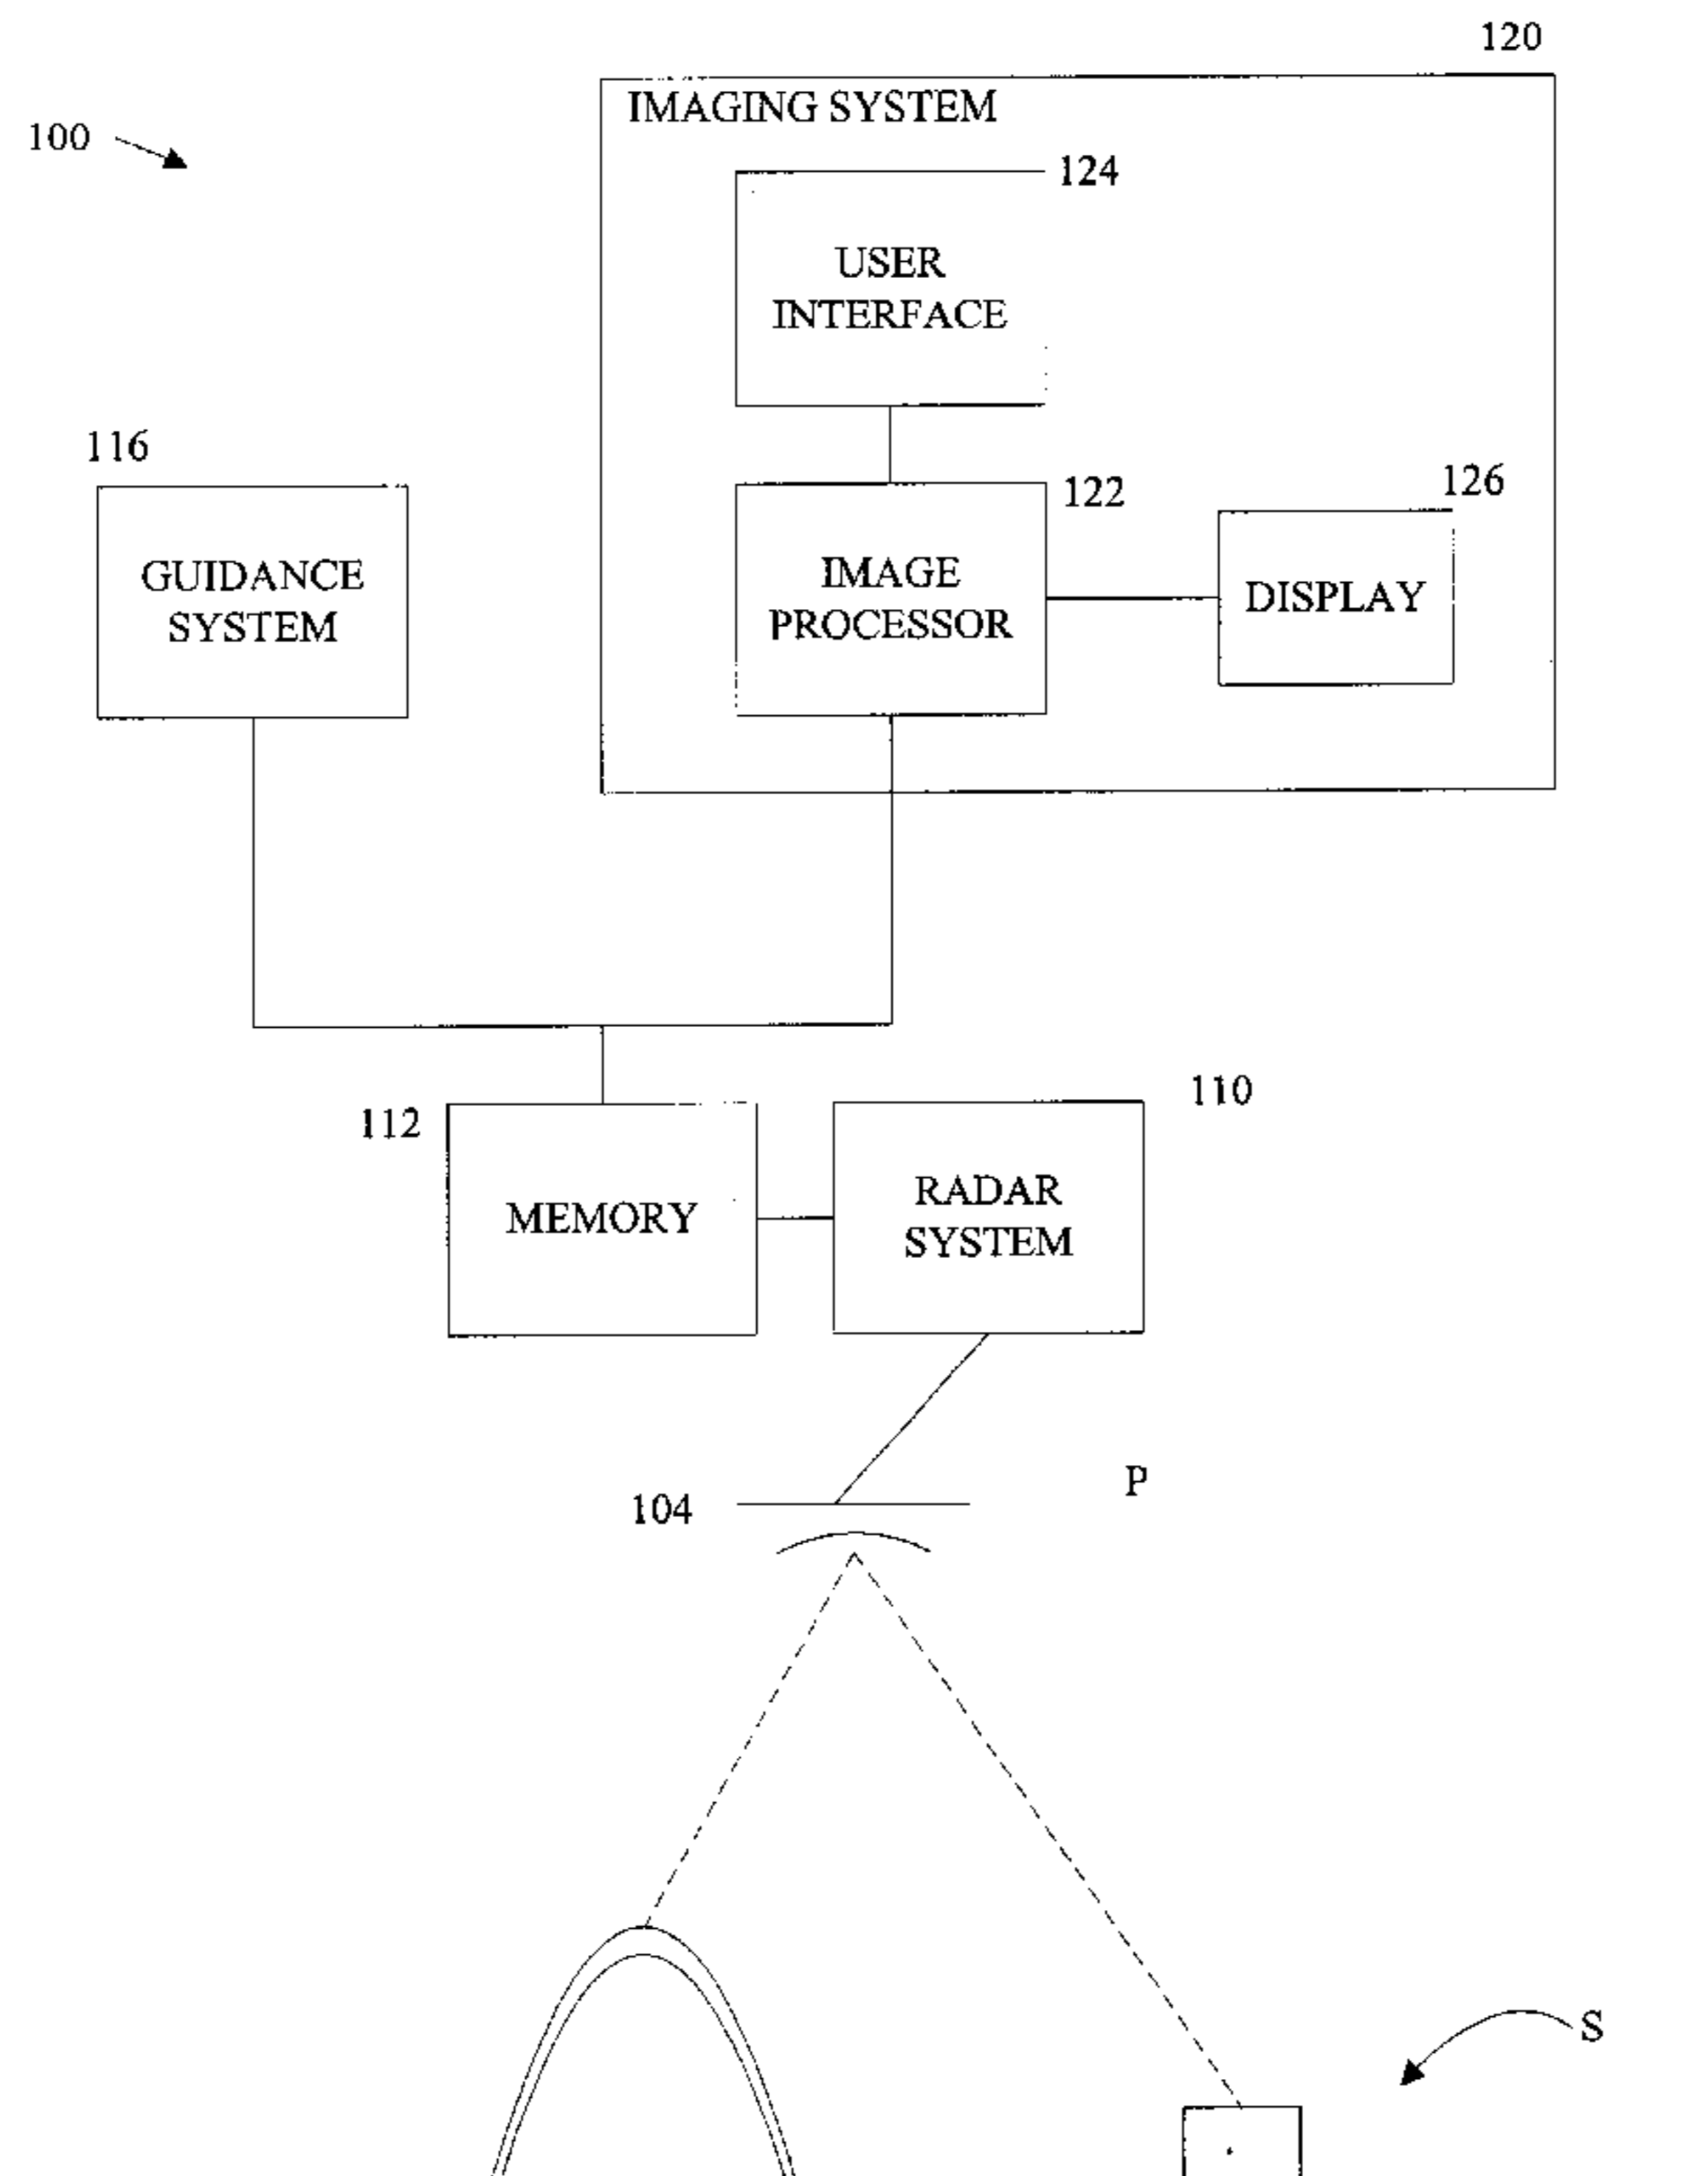 120
IMAGING SYSTEM
100
124
USER
INTERFACE
116
126
122
GUIDANCE
SYSTEM
IMAGE
PROCESSOR
DISPLAY
110
112
RADAR
SYSTEM
MEMORY
P
104
S